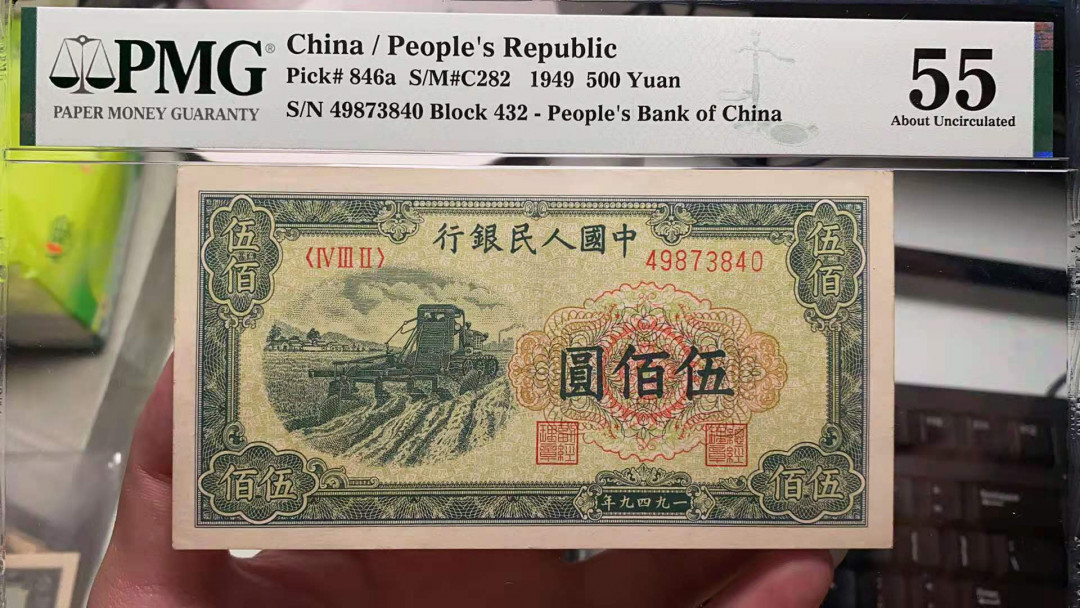 PMG®
PAPER MONEY GUARANTY
China / People's Republic
Pick# 846a S/M#C282 1949 500 Yuan
S/N 49873840 Block 432 - People's Bank of China
55
About Uncirculated
中國人民銀行
伍佰
伍佰
〈IV III II〉
49873840
伍佰圓
伍佰
伍佰
一九四九年